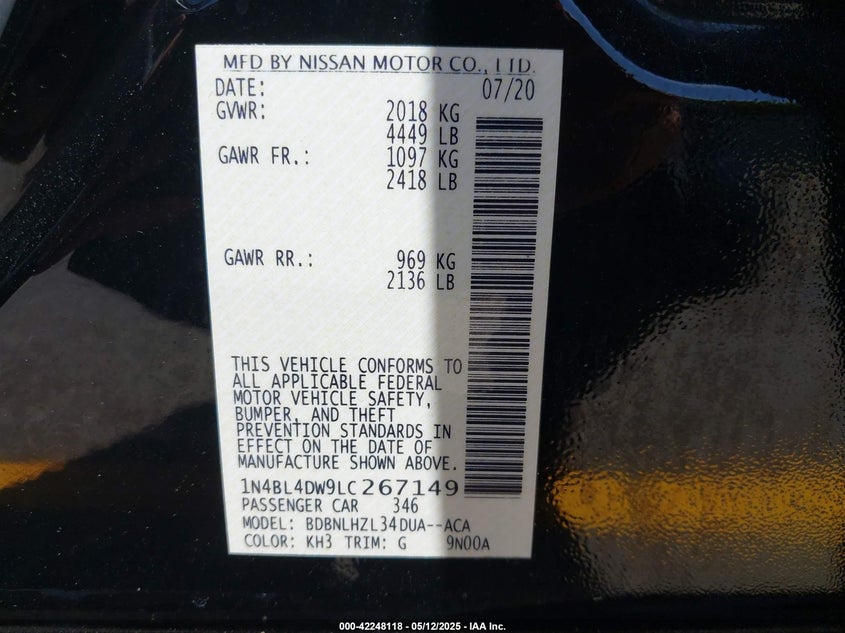 MFD BY NISSAN MOTOR CO., LTD.
DATE: 07/20
GVWR: 2018 KG
4449 LB
GAWR FR.: 1097 KG
2418 LB
GAWR RR.: 969 KG
2136 LB
THIS VEHICLE CONFORMS TO
ALL APPLICABLE FEDERAL
MOTOR VEHICLE SAFETY,
BUMPER, AND THEFT
PREVENTION STANDARDS IN
EFFECT ON THE DATE OF
MANUFACTURE SHOWN ABOVE.
1N4BL4DW9LC267149
PASSENGER CAR 346
MODEL: BDBNLHZL34DUA--ACA
COLOR: KH3 TRIM: G 9N00A
000-42248118 - 05/12/2025 - IAA Inc.